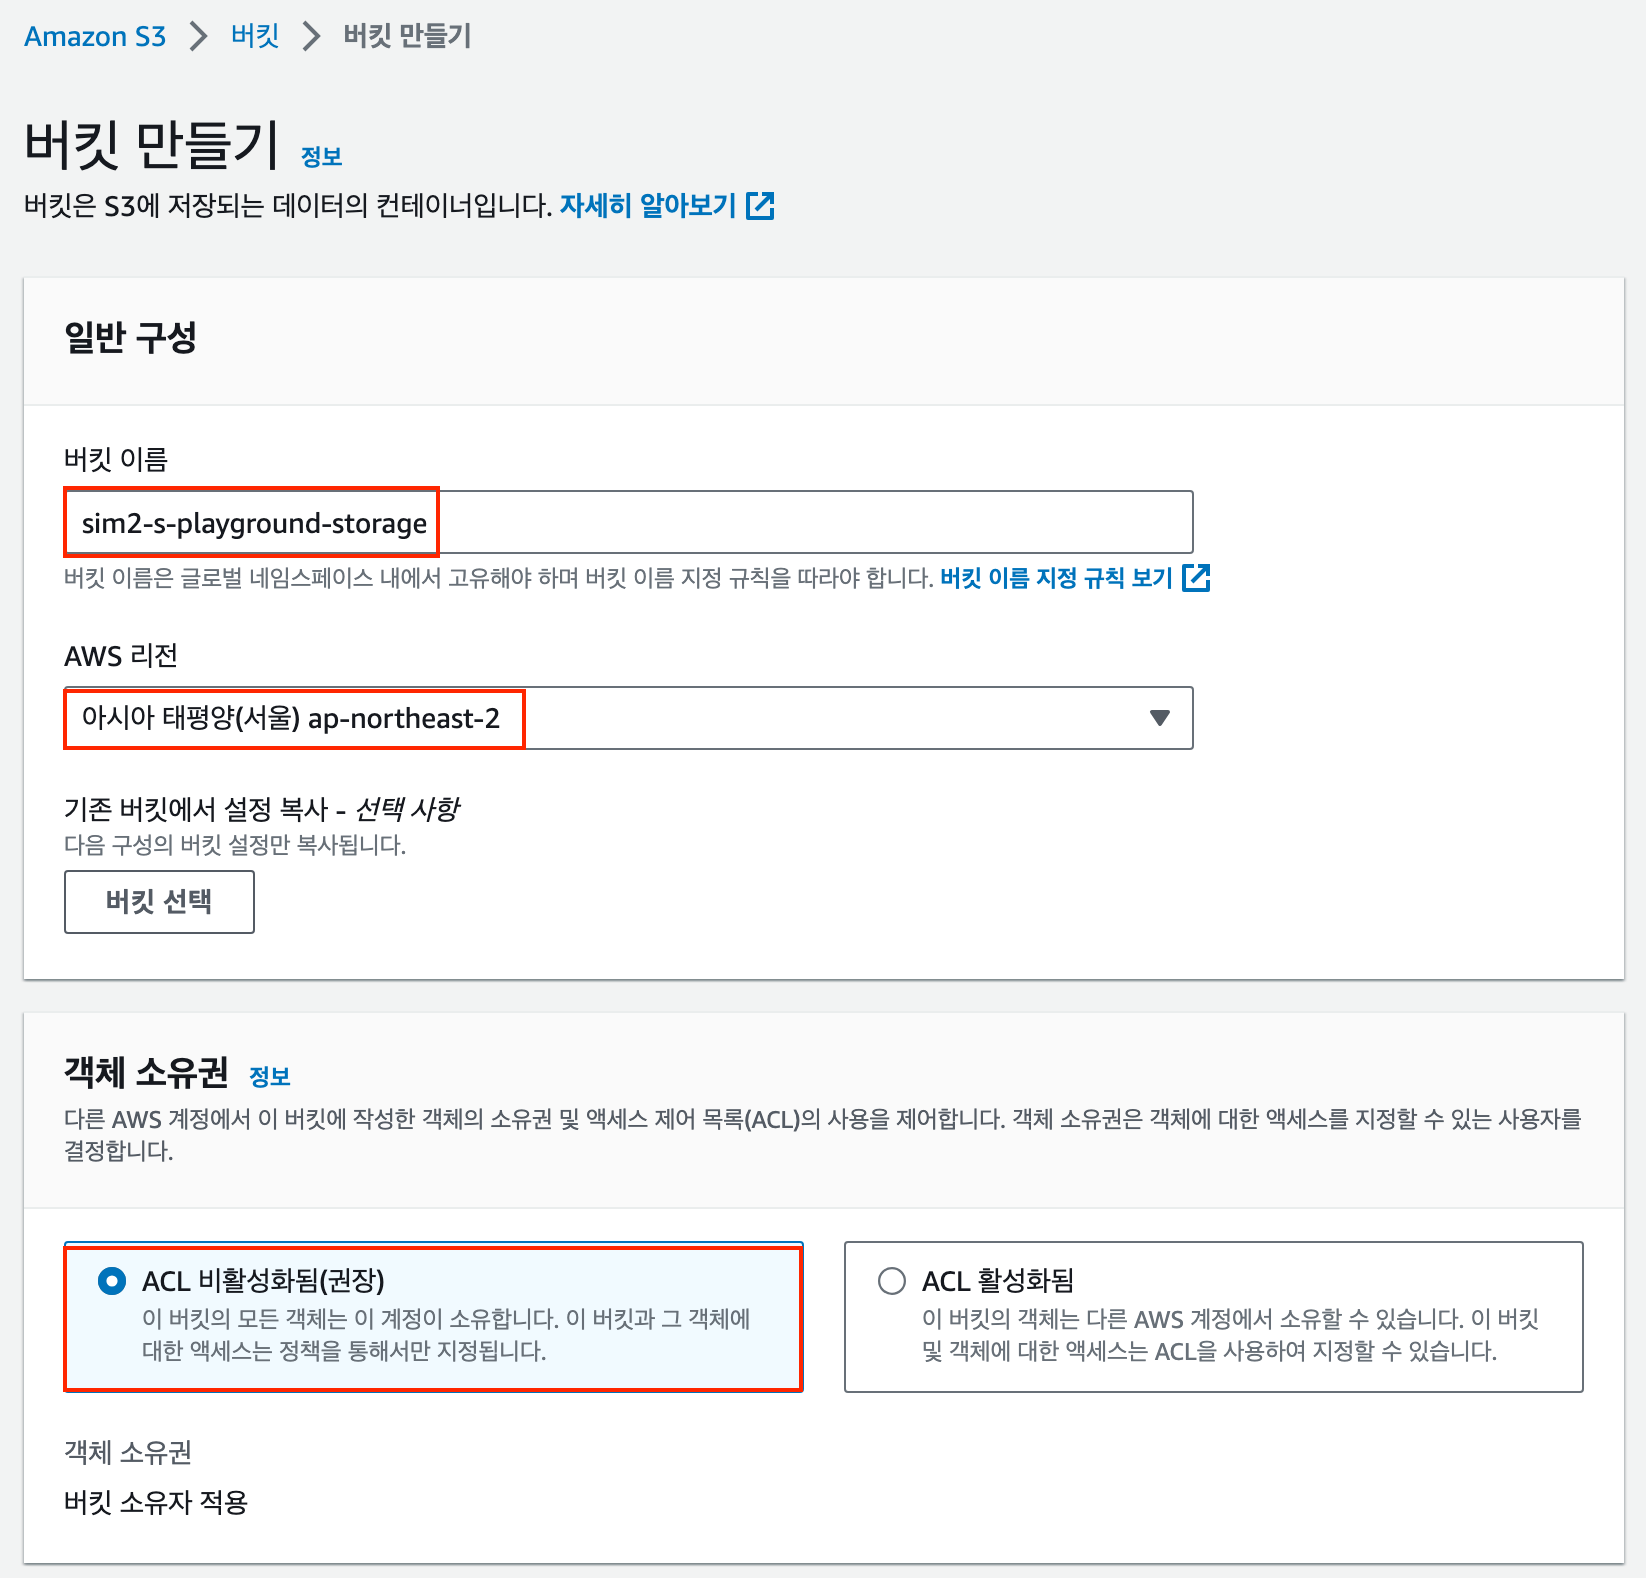 Amazon S3 > 버킷 > 버킷 만들기
버킷 만들기 정보
버킷은 S3에 저장되는 데이터의 컨테이너입니다. 자세히 알아보기
일반 구성
버킷 이름
sim2-s-playground-storage
버킷 이름은 글로벌 네임스페이스 내에서 고유해야 하며 버킷 이름 지정 규칙을 따라야 합니다. 버킷 이름 지정 규칙 보기
AWS 리전
아시아 태평양(서울) ap-northeast-2
기존 버킷에서 설정 복사 - 선택 사항
다음 구성의 버킷 설정만 복사됩니다.
버킷 선택
객체 소유권 정보
다른 AWS 계정에서 이 버킷에 작성한 객체의 소유권 및 액세스 제어 목록(ACL)의 사용을 제어합니다. 객체 소유권은 객체에 대한 액세스를 지정할 수 있는 사용자를
결정합니다.
ACL 비활성화됨(권장)
이 버킷의 모든 객체는 이 계정이 소유합니다. 이 버킷과 그 객체에
대한 액세스는 정책을 통해서만 지정됩니다.
ACL 활성화됨
이 버킷의 객체는 다른 AWS 계정에서 소유할 수 있습니다. 이 버킷
및 객체에 대한 액세스는 ACL을 사용하여 지정할 수 있습니다.
객체 소유권
버킷 소유자 적용